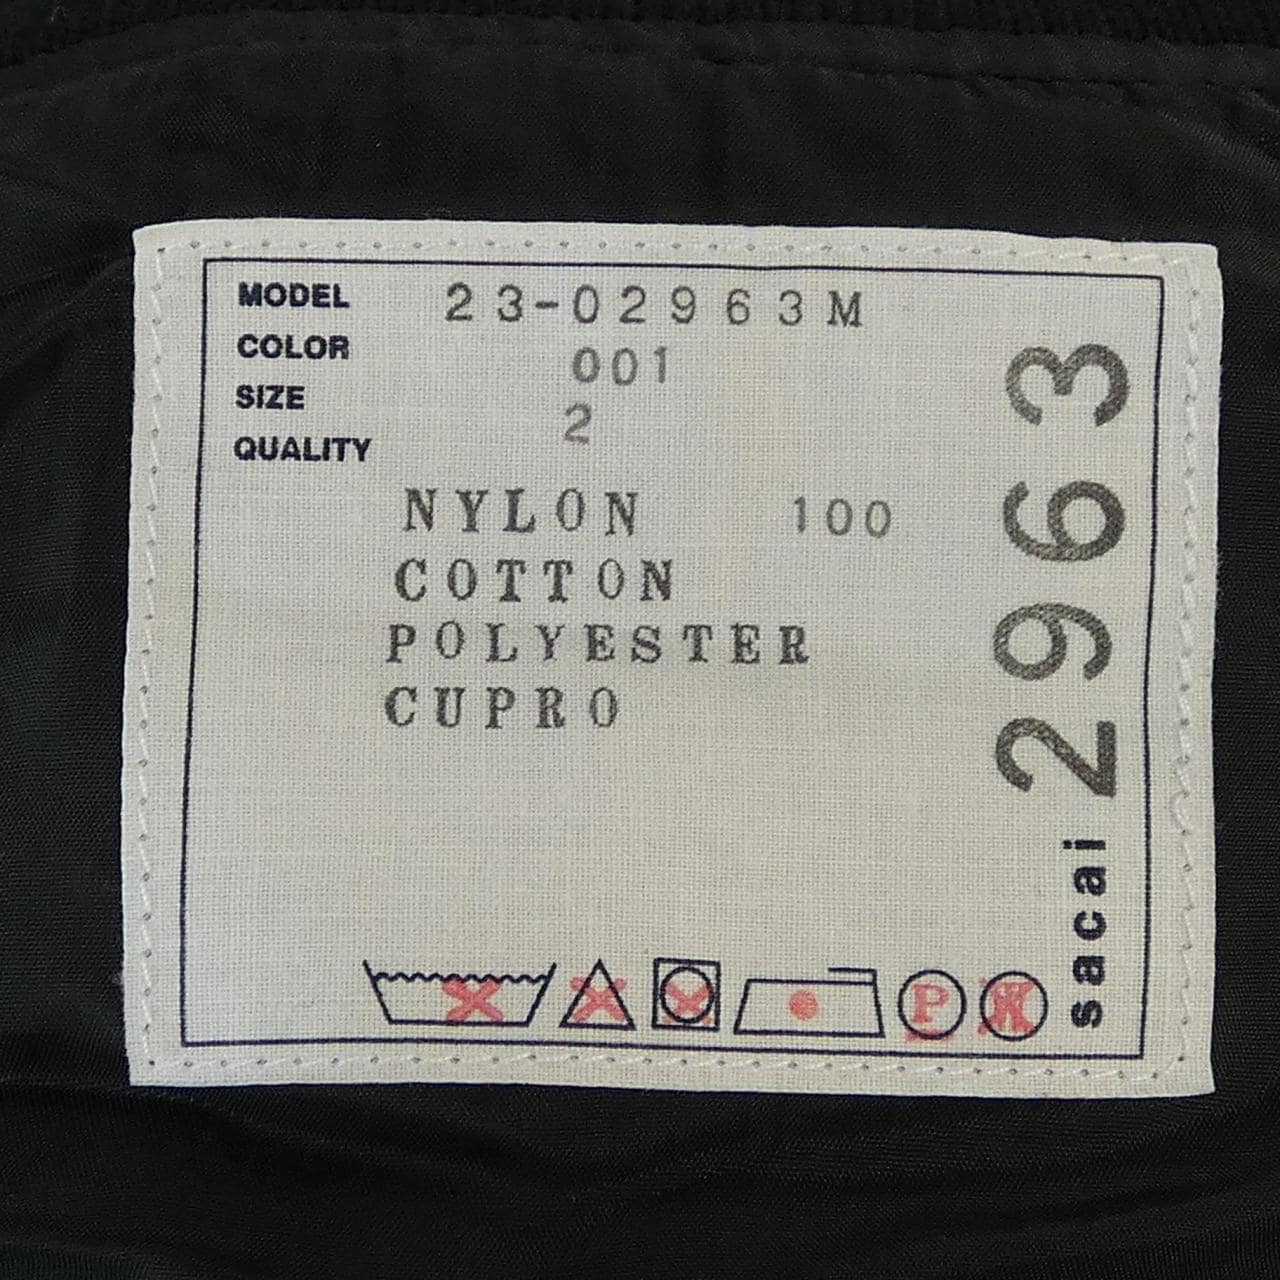 MODEL 23-02963M
COLOR 001
SIZE 2
QUALITY
NYLON 100
COTTON
POLYESTER
CUPRO
sacai 2963
P
W